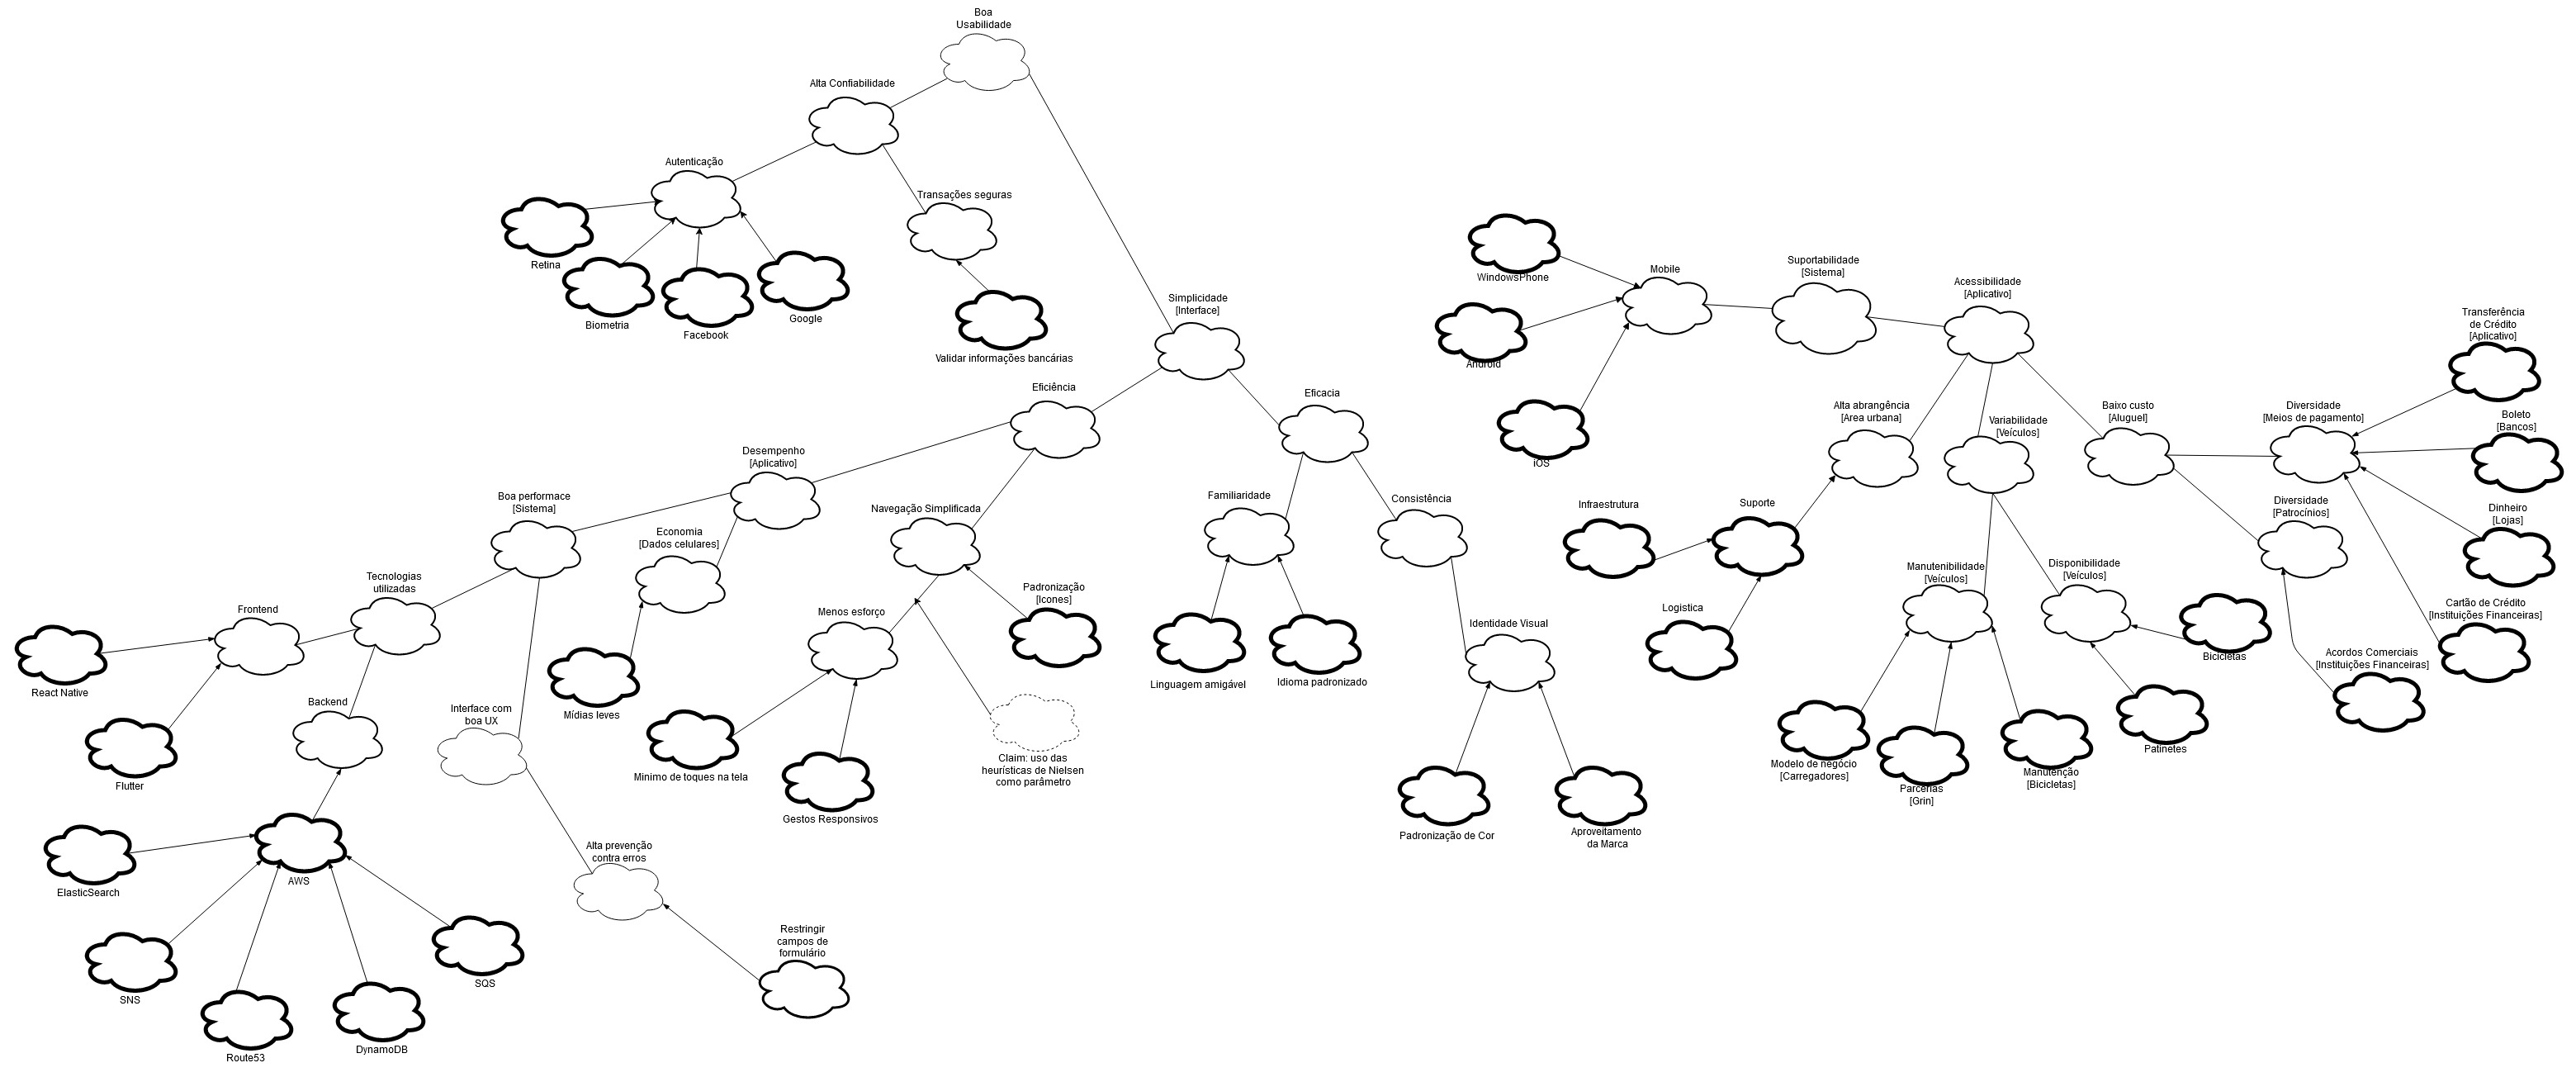 Boa
Usabilidade
Alta Confiabilidade
Autenticação
Transações seguras
Retina
Biometria
Facebook
Google
Validar informações bancárias
Simplicidade
[Interface]
Eficiência
Eficacia
Desempenho
[Aplicativo]
Boa performace
[Sistema]
Economia
[Dados celulares]
Navegação Simplificada
Familiaridade
Consistência
Tecnologias
utilizadas
Frontend
React Native
Flutter
Backend
Interface com
boa UX
Mídias leves
Menos esforço
Padronização
[Icones]
Minimo de toques na tela
Gestos Responsivos
Claim: uso das
heurísticas de Nielsen
como parâmetro
Linguagem amigável
Idioma padronizado
Identidade Visual
Padronização de Cor
Aproveitamento
da Marca
Alta prevenção
contra erros
Restringir
campos de
formulário
AWS
ElasticSearch
SNS
Route53
DynamoDB
SQS
WindowsPhone
Android
iOS
Mobile
Suportabilidade
[Sistema]
Acessibilidade
[Aplicativo]
Alta abrangência
[Area urbana]
Variabilidade
[Veículos]
Baixo custo
[Aluguel]
Diversidade
[Meios de pagamento]
Transferência
de Crédito
[Aplicativo]
Boleto
[Bancos]
Dinheiro
[Lojas]
Cartão de Crédito
[Instituições Financeiras]
Diversidade
[Patrocínios]
Acordos Comerciais
[Instituições Financeiras]
Infraestrutura
Suporte
Logistica
Manutenibilidade
[Veículos]
Disponibilidade
[Veículos]
Bicicletas
Patinetes
Modelo de negócio
[Carregadores]
Parcerias
[Grin]
Manutenção
[Bicicletas]